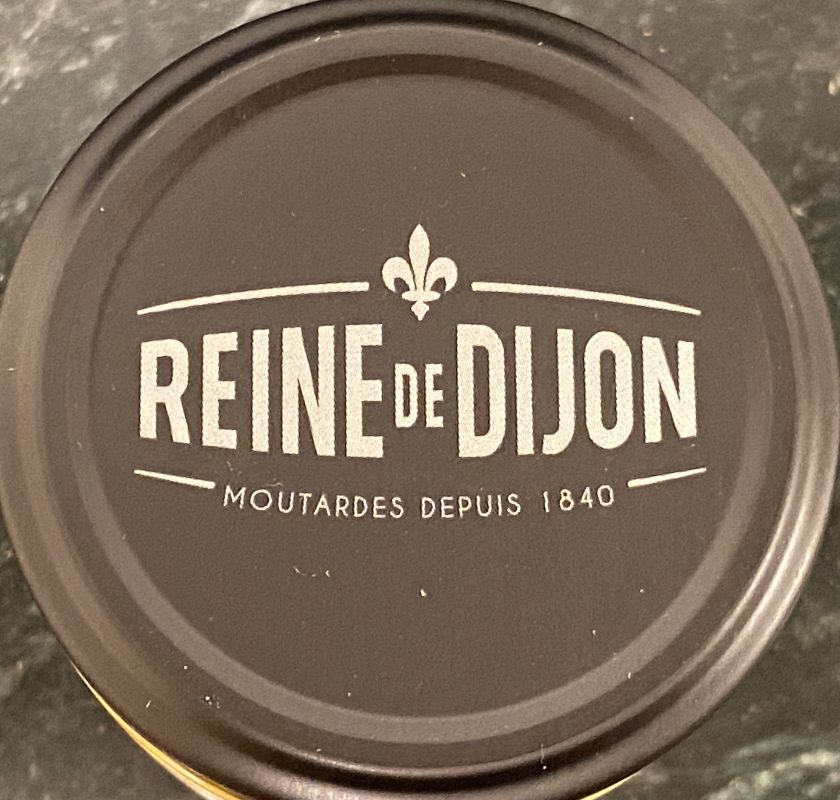 REINE DE DIJON
MOUTARDES DEPUIS 1840